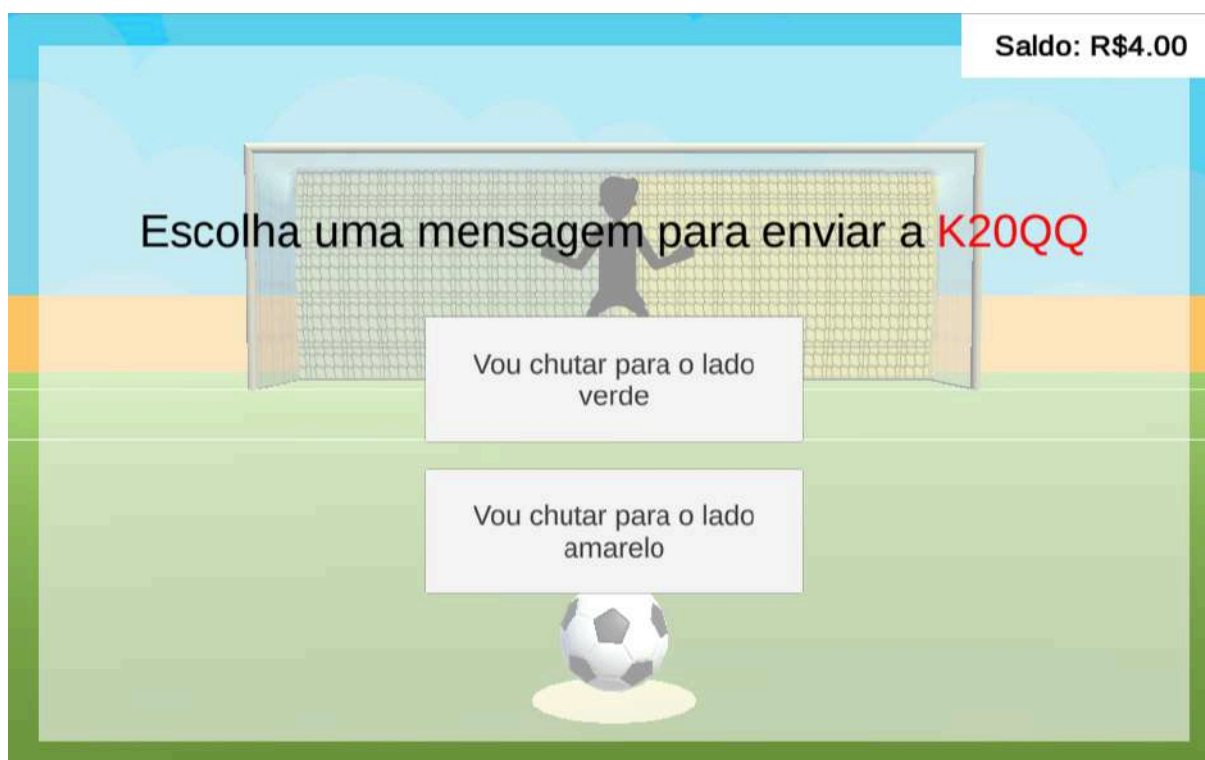 Saldo: R$4.00
Escolha uma mensagem para enviar a K20QQ
Vou chutar para o lado
verde
Vou chutar para o lado
amarelo